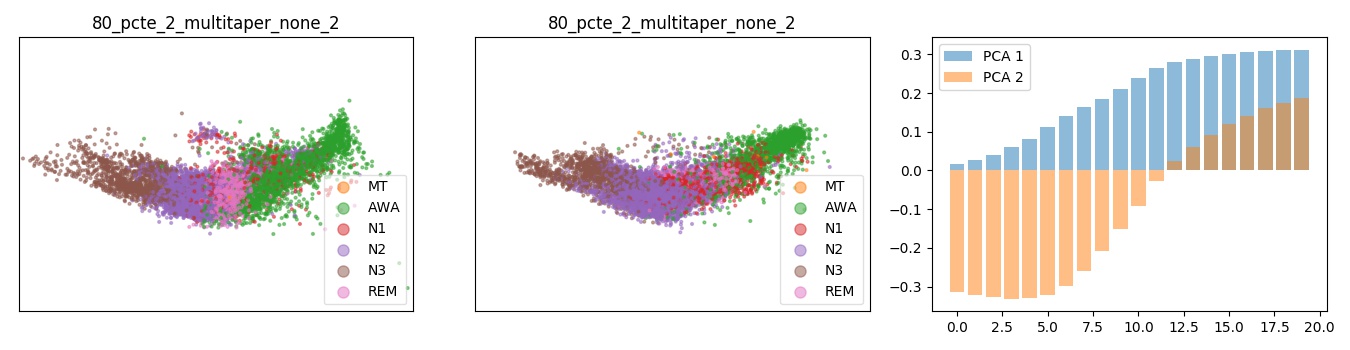 80_pcte_2_multitaper_none_2
MT
AWA
N1
N2
N3
REM
80_pcte_2_multitaper_none_2
MT
AWA
N1
N2
N3
REM
PCA 1
PCA 2
0.3
0.2
0.1
0.0
−0.1
−0.2
−0.3
0.0 2.5 5.0 7.5 10.0 12.5 15.0 17.5 20.0